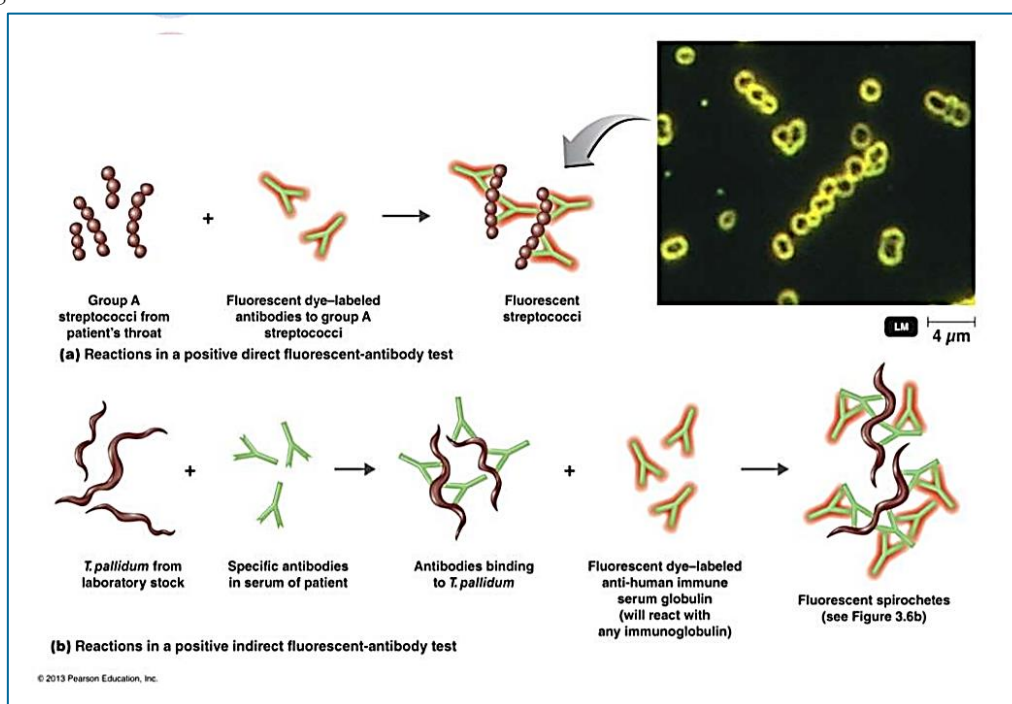 +
Group A
streptococci from
patient's throat
Fluorescent dye–labeled
antibodies to group A
streptococci
Fluorescent
streptococci
LM
4 µm
(a) Reactions in a positive direct fluorescent-antibody test
+
+
T. pallidum from
laboratory stock
Specific antibodies
in serum of patient
Antibodies binding
to T. pallidum
Fluorescent dye–labeled
anti-human immune
serum globulin
(will react with
any immunoglobulin)
Fluorescent spirochetes
(see Figure 3.6b)
(b) Reactions in a positive indirect fluorescent-antibody test
© 2013 Pearson Education, Inc.